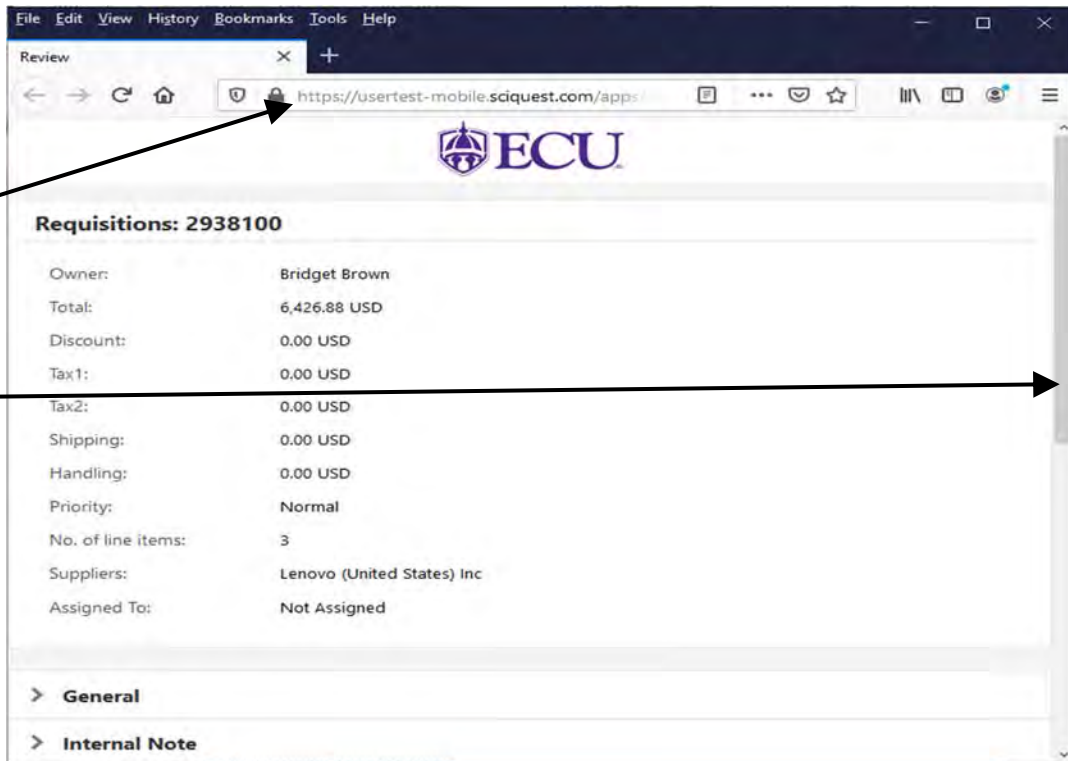 File Edit View History Bookmarks Tools Help
Review
https://usertest-mobile.sciquest.com/apps
ECU
Requisitions: 2938100
Owner: Bridget Brown
Total: 6,426.88 USD
Discount: 0.00 USD
Tax1: 0.00 USD
Tax2: 0.00 USD
Shipping: 0.00 USD
Handling: 0.00 USD
Priority: Normal
No. of line items: 3
Suppliers: Lenovo (United States) Inc
Assigned To: Not Assigned
General
Internal Note